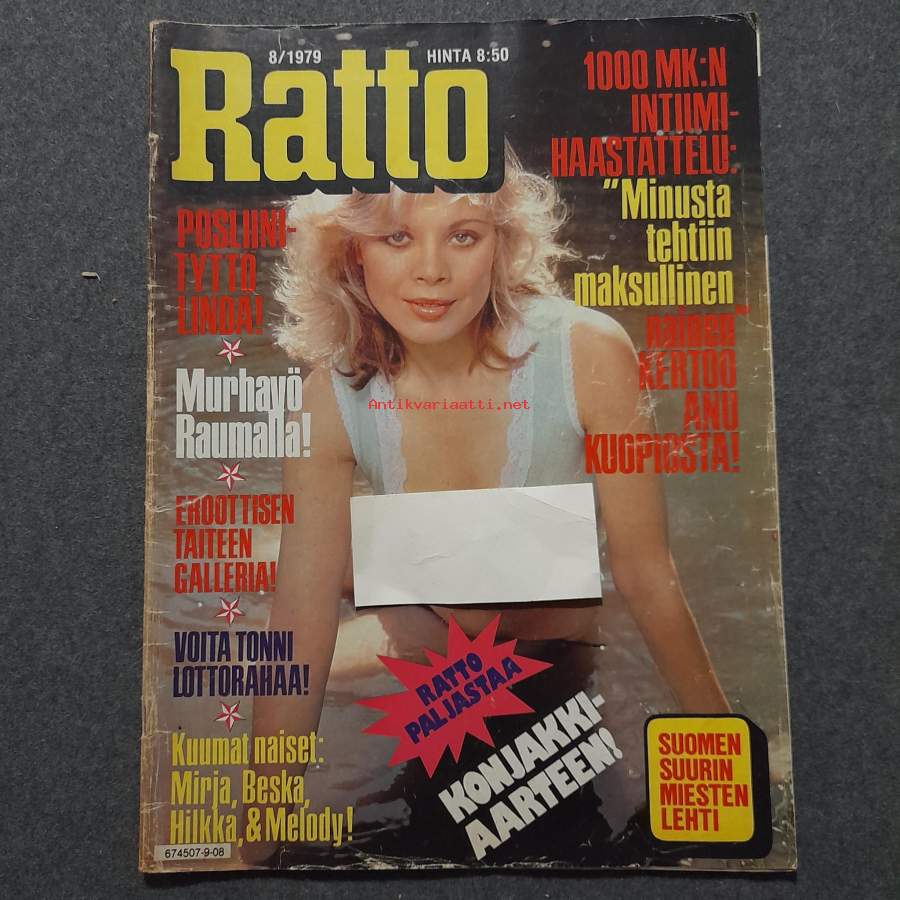 8/1979
HINTA 8:50
Ratto
1000 MK:N
INTIIMI-
HAASTATTELU:
"Minusta
tehtiin
maksullinen
nainen"
KERTOO
ANU
KUOPIOSTA!
POSLIINI-
TYTTÖ
LINDA!
Murhayö
Raumalla!
EROOTTISEN
TAITEEN
GALLERIA!
VOITA TONNI
LOTTORAHAA!
Kuumat naiset:
Mirja, Beska,
Hilkka, & Melody!
674507-9-08
Antikvariaatti.net
RATTO
PALJASTAA
KONJAKKI-
AARTEEN!
SUOMEN
SUURIN
MIESTEN
LEHTI